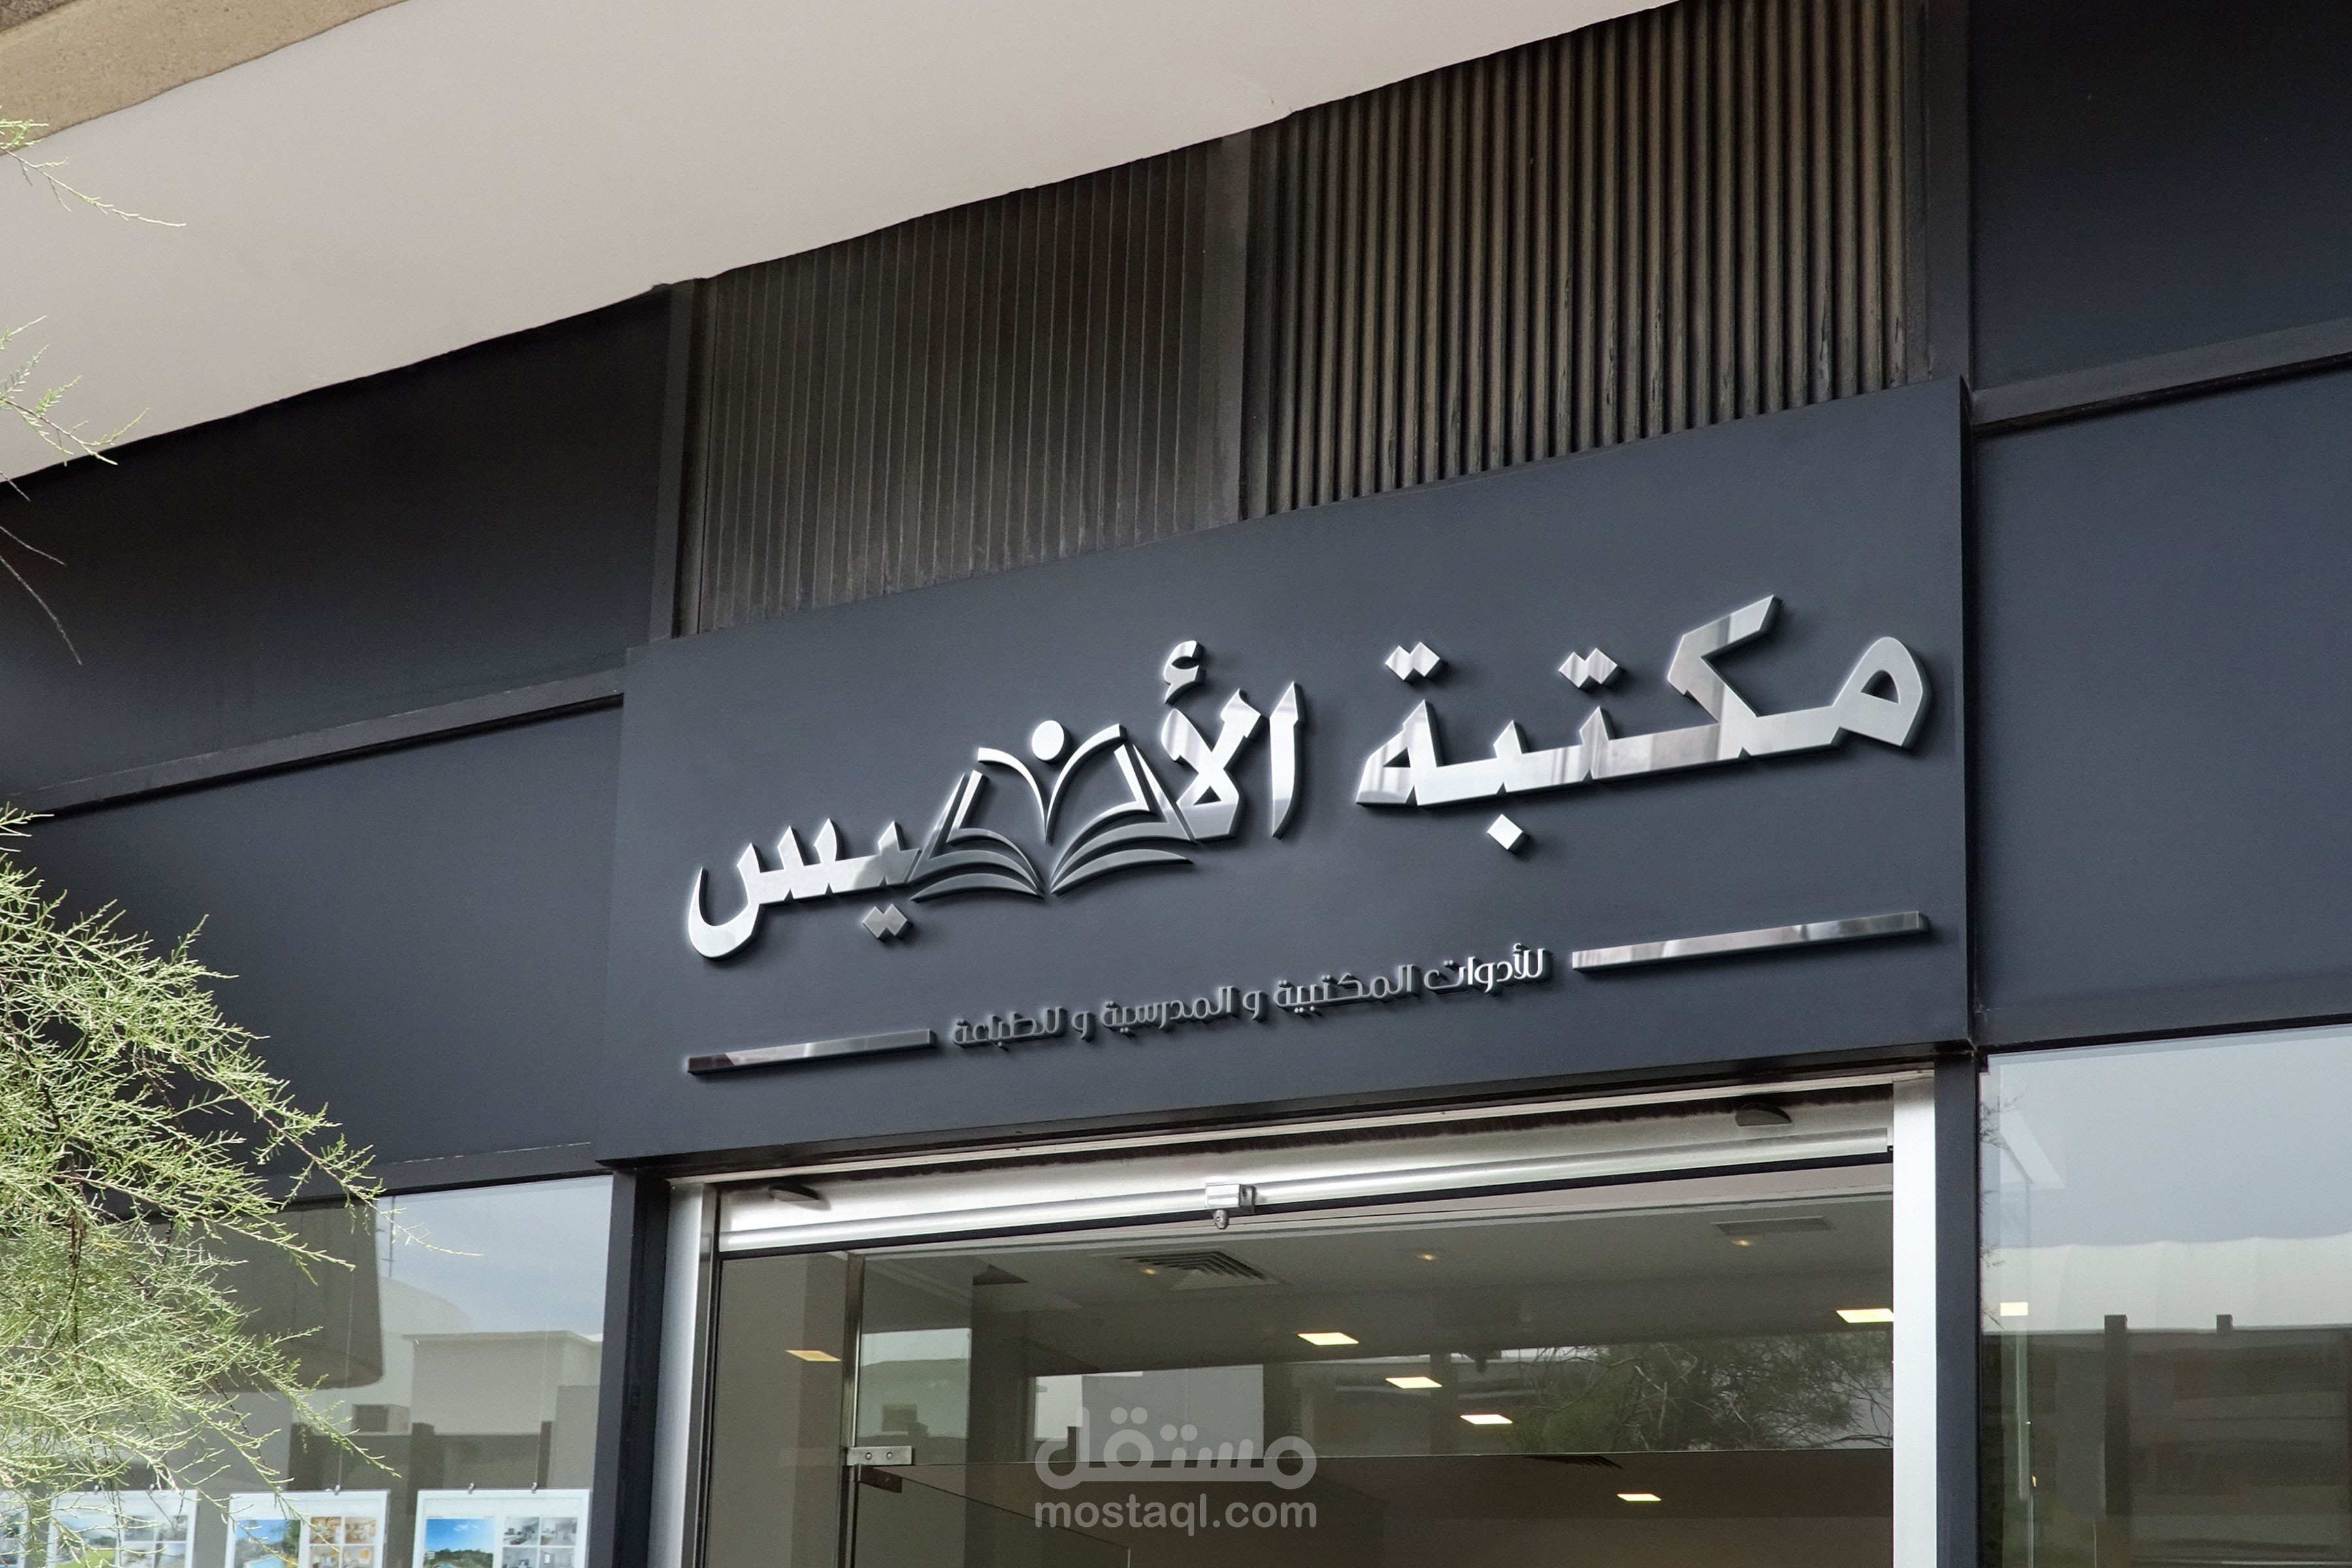 مكتبة الأنيس
للأدوات المكتبية و المدرسية و للطباعة
مستقل
mostaql.com